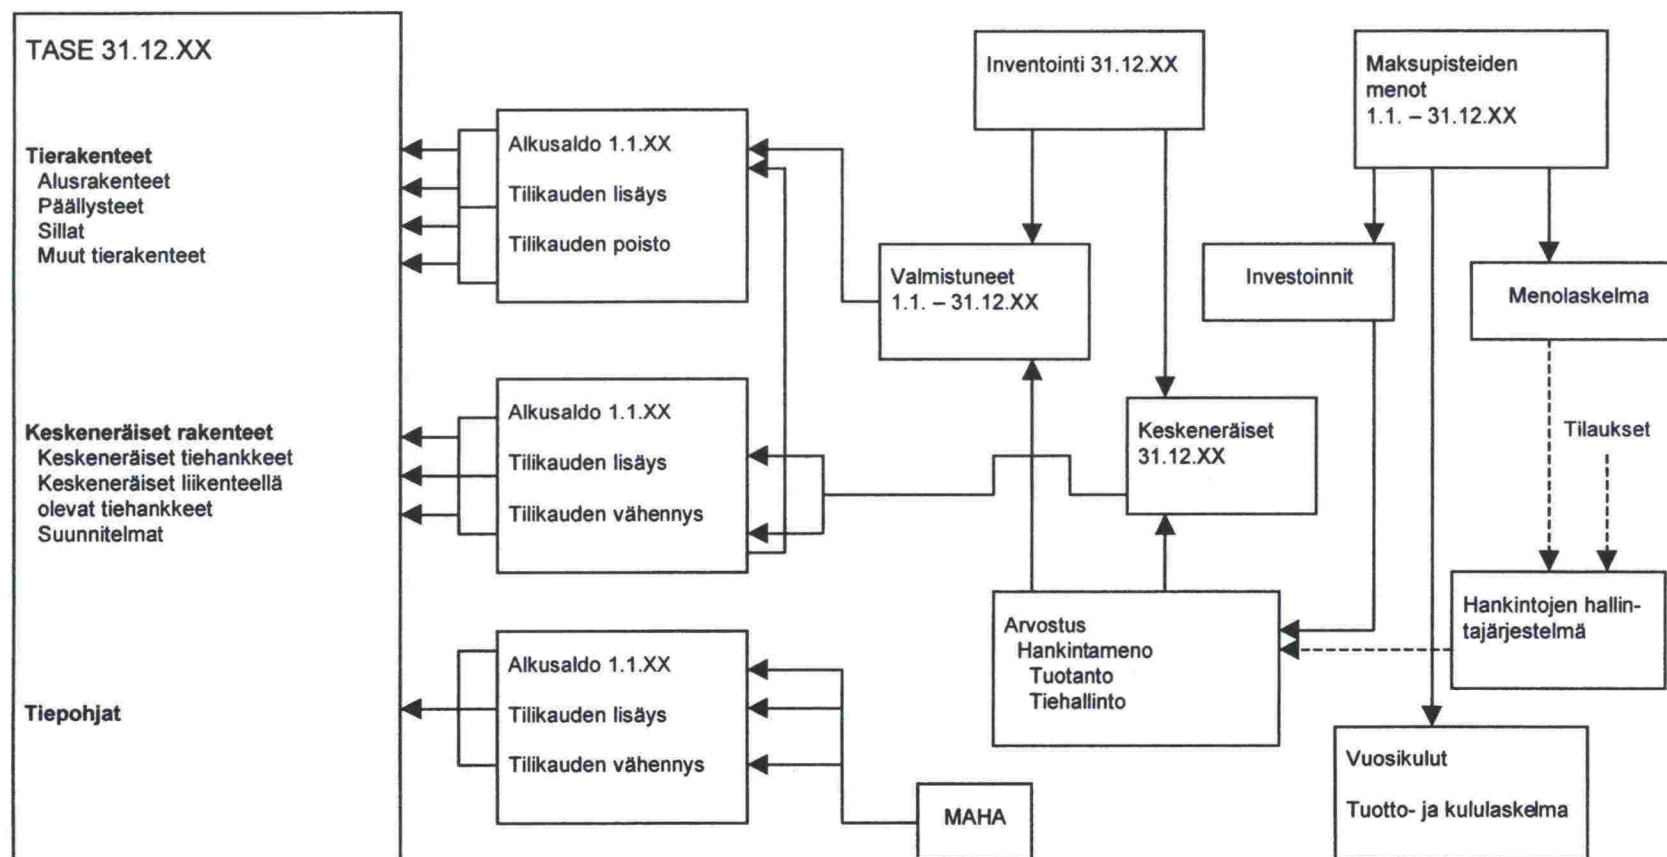 TASE 31.12.XX
Tierakenteet
Alusrakenteet
Päällysteet
Sillat
Muut tierakenteet
Keskeneräiset rakenteet
Keskeneräiset tiehankkeet
Keskeneräiset liikenteellä
olevat tiehankkeet
Suunnitelmat
Tiepohjat
Alkusaldo 1.1.XX
Tilikauden lisäys
Tilikauden poisto
Alkusaldo 1.1.XX
Tilikauden lisäys
Tilikauden vähennys
Alkusaldo 1.1.XX
Tilikauden lisäys
Tilikauden vähennys
Inventointi 31.12.XX
Valmistuneet
1.1. – 31.12.XX
Keskeneräiset
31.12.XX
Arvostus
Hankintameno
Tuotanto
Tiehallinto
MAHA
Maksupisteiden
menot
1.1. – 31.12.XX
Investoinnit
Menolaskelma
Tilaukset
Hankintojen hallin-
tajärjestelmä
Vuosikulut
Tuotto- ja kululaskelma